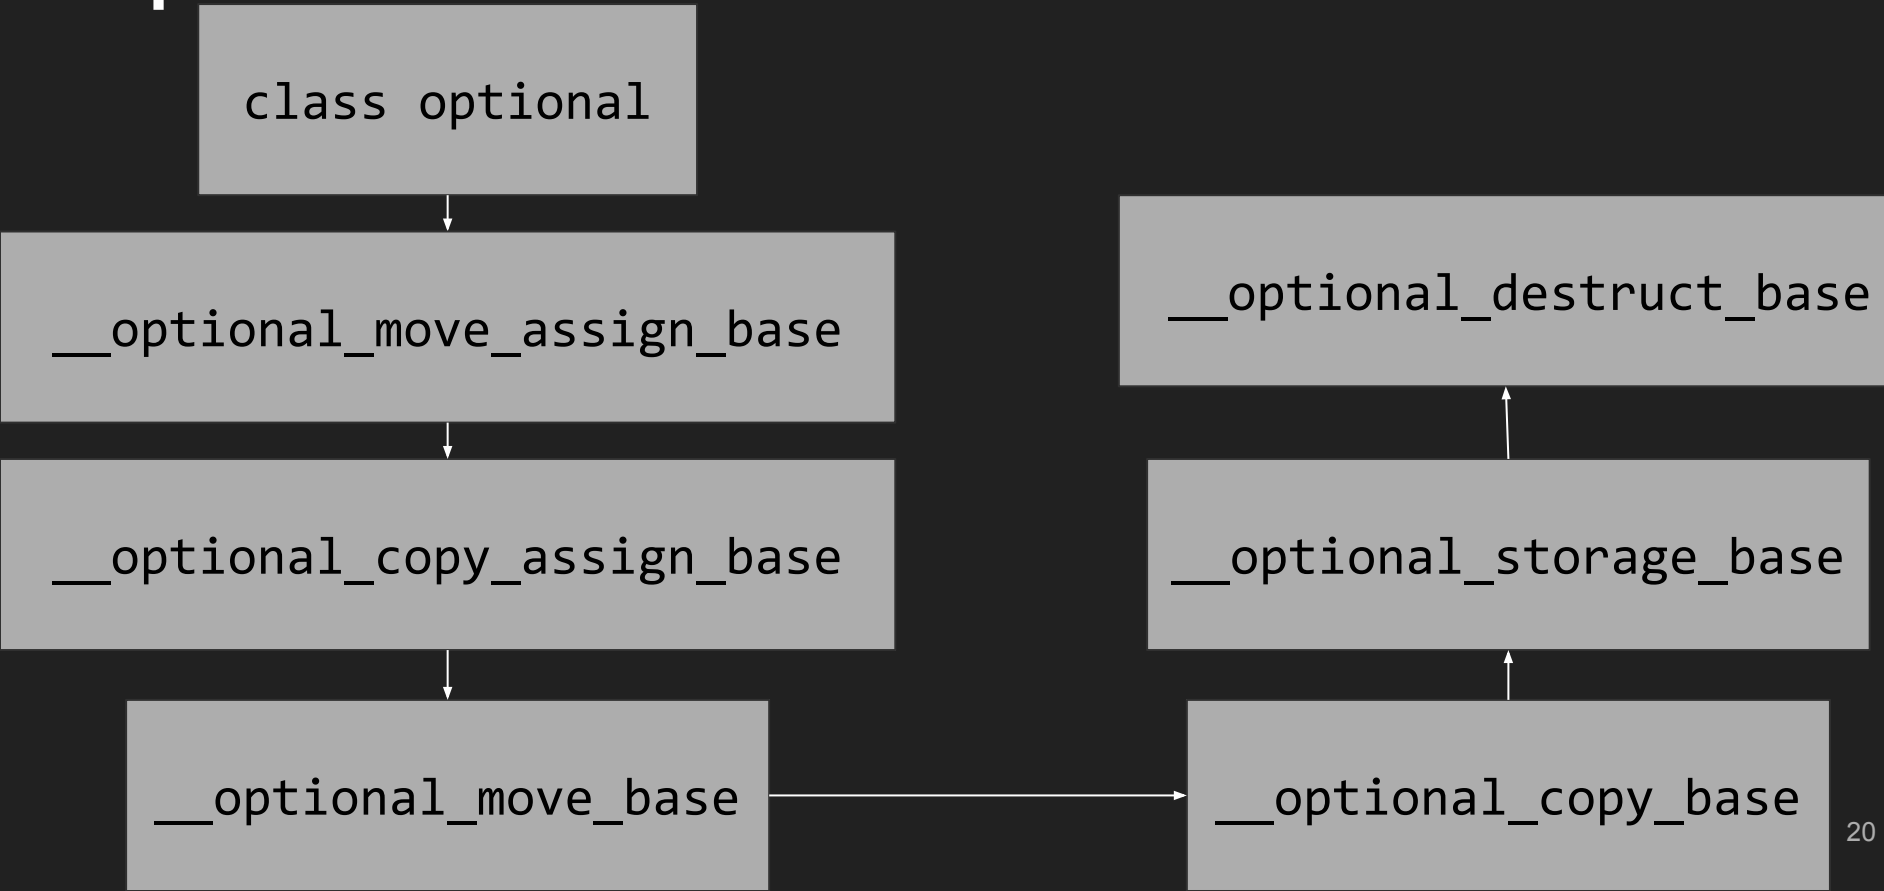 class optional
__optional_move_assign_base
__optional_copy_assign_base
__optional_move_base
__optional_copy_base
__optional_storage_base
__optional_destruct_base
20